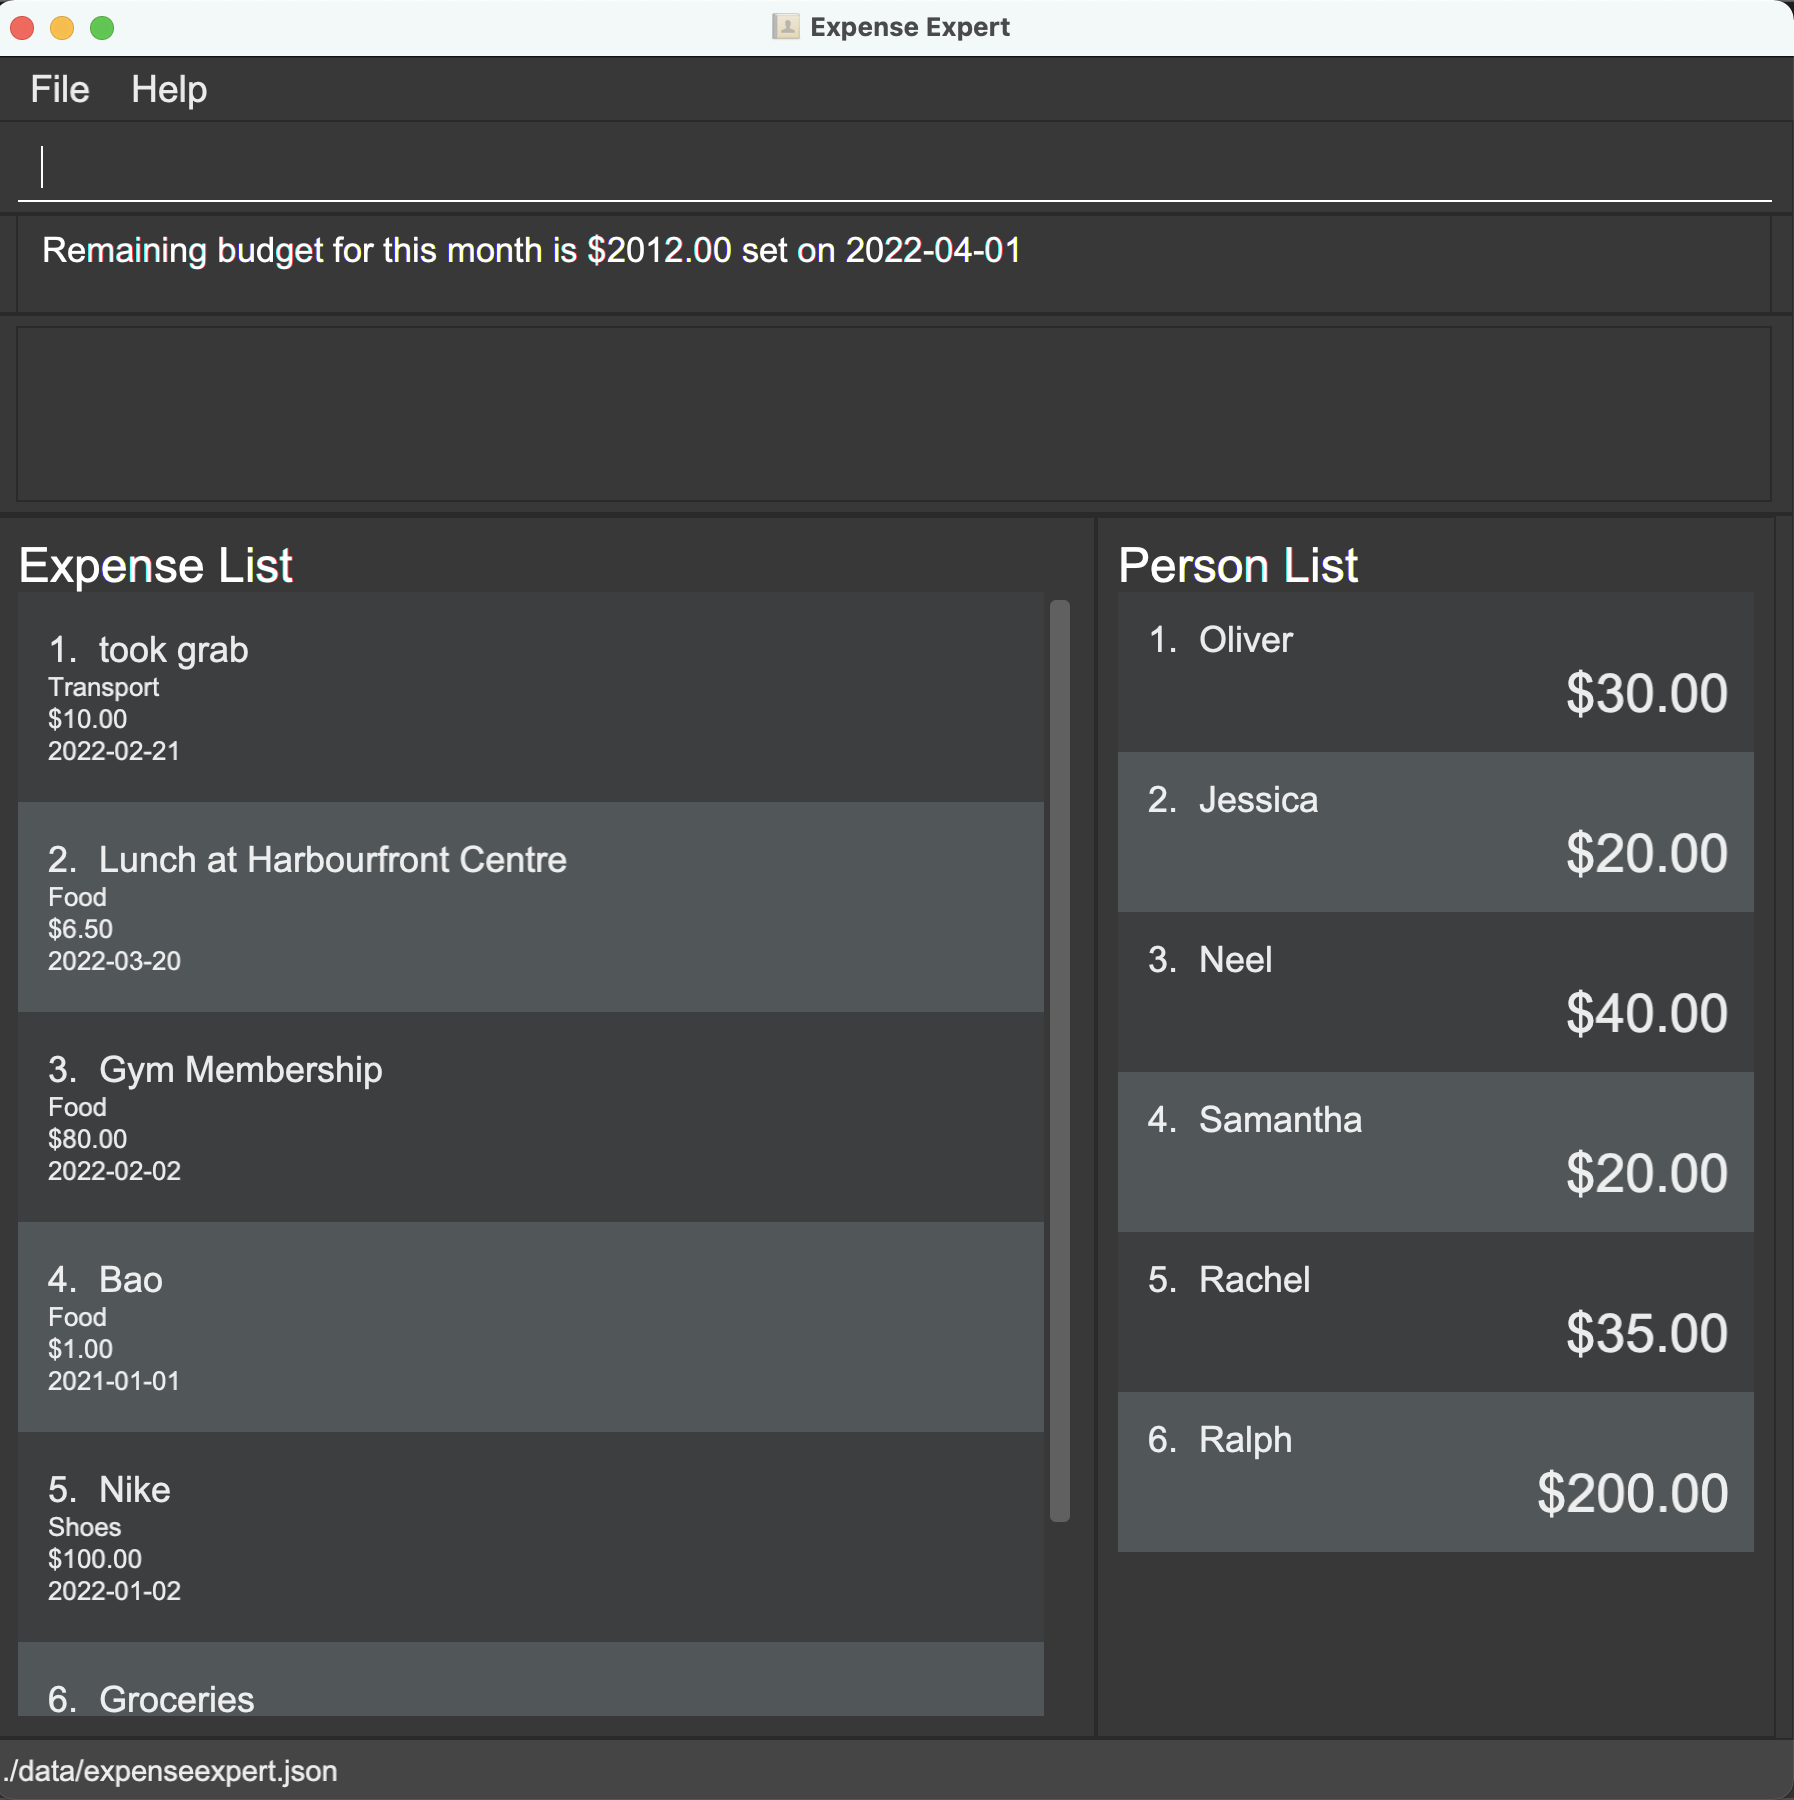 Expense Expert
File Help
Remaining budget for this month is $2012.00 set on 2022-04-01
Expense List
1. took grab
Transport
$10.00
2022-02-21
2. Lunch at Harbourfront Centre
Food
$6.50
2022-03-20
3. Gym Membership
Food
$80.00
2022-02-02
4. Bao
Food
$1.00
2021-01-01
5. Nike
Shoes
$100.00
2022-01-02
6. Groceries
Person List
1. Oliver
$30.00
2. Jessica
$20.00
3. Neel
$40.00
4. Samantha
$20.00
5. Rachel
$35.00
6. Ralph
$200.00
./data/expenseexpert.json